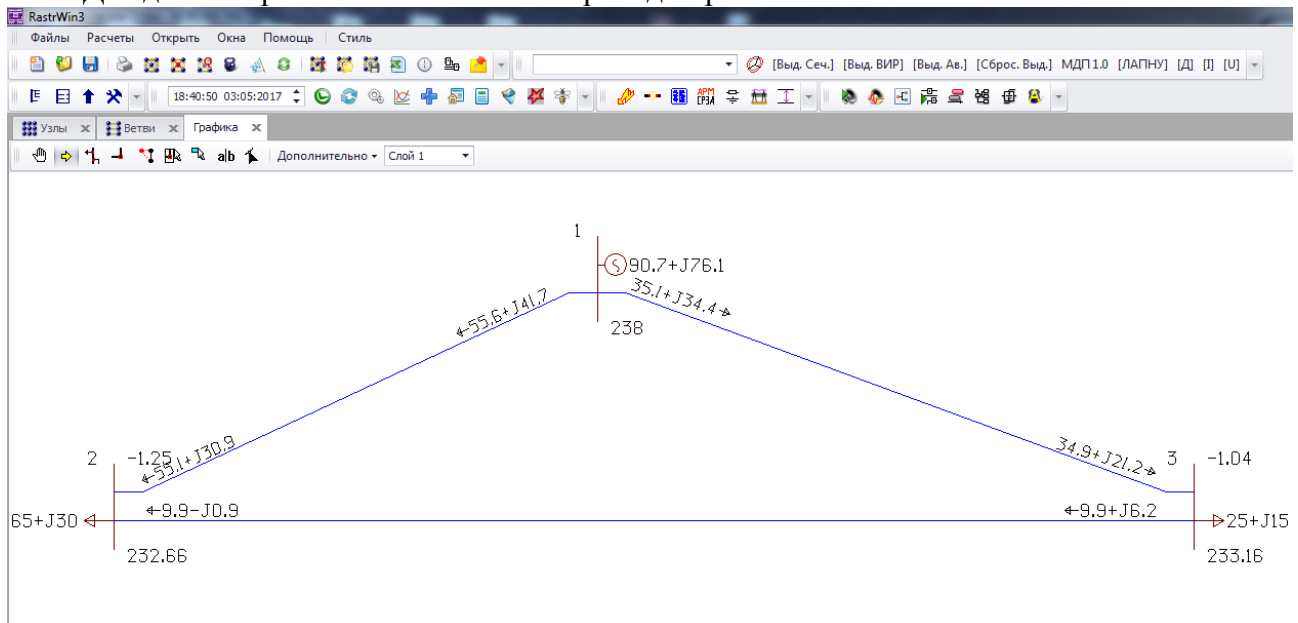 RastrWin3
Файлы Расчеты Открыть Окна Помощь Стиль
[Выд. Сеч.] [Выд. ВИР] [Выд. Ав.] [Сброс. Выд.] МДП 1.0 [ЛАПНУ] [Д] [I] [U]
18:40:50 03:05:2017 АРМ СРЗА
Узлы Ветви Графика
a|b Дополнительно Слой 1
1
S 90.7+J76.1
55.6+J41.7 35.1+J34.4
238
55.1+J30.9 34.9+J21.2
2 -1.25 3 -1.04
9.9-J0.9 9.9+J6.2
65+J30 25+J15
232.66 233.16